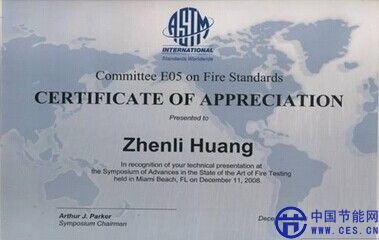 ASTM
INTERNATIONAL
Standards Worldwide
Committee E05 on Fire Standards
CERTIFICATE OF APPRECIATION
Presented to
Zhenli Huang
In recognition of your technical presentation at
the Symposium of Advances in the State of the Art of Fire Testing
held in Miami Beach, FL on December 11, 2008.
Arthur J. Parker
Symposium Chairman
中国节能网
www.CES.CN